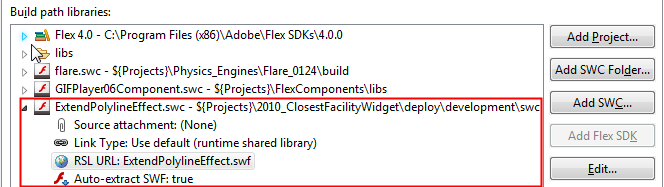 Build path libraries:
Flex 4.0 - C:\Program Files (x86)\Adobe\Flex SDKs\4.0.0
libs
flare.swc - ${Projects}\Physics_Engines\Flare_0124\build
GIFPlayer06Component.swc - ${Projects}\FlexComponents\libs
ExtendPolylineEffect.swc - ${Projects}\2010_ClosestFacilityWidget\deploy\development\swc
Source attachment: (None)
Link Type: Use default (runtime shared library)
RSL URL: ExtendPolylineEffect.swf
Auto-extract SWF: true
Add Project...
Add SWC Folder...
Add SWC...
Add Flex SDK
Edit...